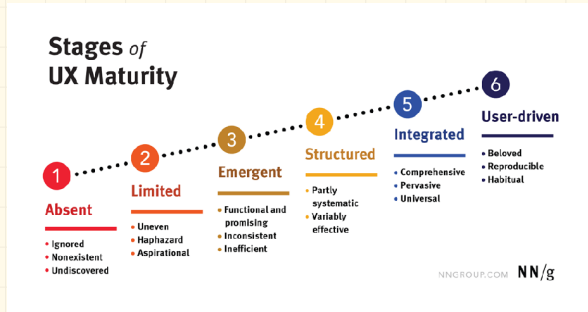 Stages of
UX Maturity
1
Absent
• Ignored
• Nonexistent
• Undiscovered
2
Limited
• Uneven
• Haphazard
• Aspirational
3
Emergent
• Functional and
promising
• Inconsistent
• Inefficient
4
Structured
• Partly
systematic
• Variably
effective
5
Integrated
• Comprehensive
• Pervasive
• Universal
6
User-driven
• Beloved
• Reproducible
• Habitual
NNGROUP.COM NN/g